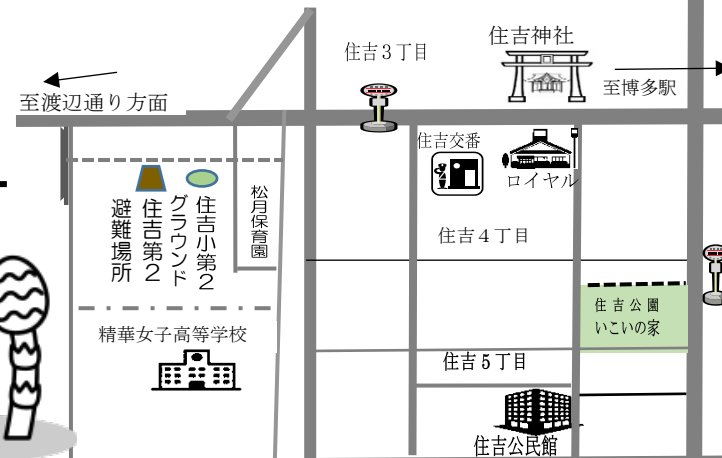 住吉神社
住吉３丁目
至博多駅
至渡辺通り方面
住吉交番
ロイヤル
松月保育園
住吉小第２
グラウンド
住吉第２
避難場所
住吉４丁目
住吉公園
いこいの家
精華女子高等学校
住吉５丁目
住吉公民館